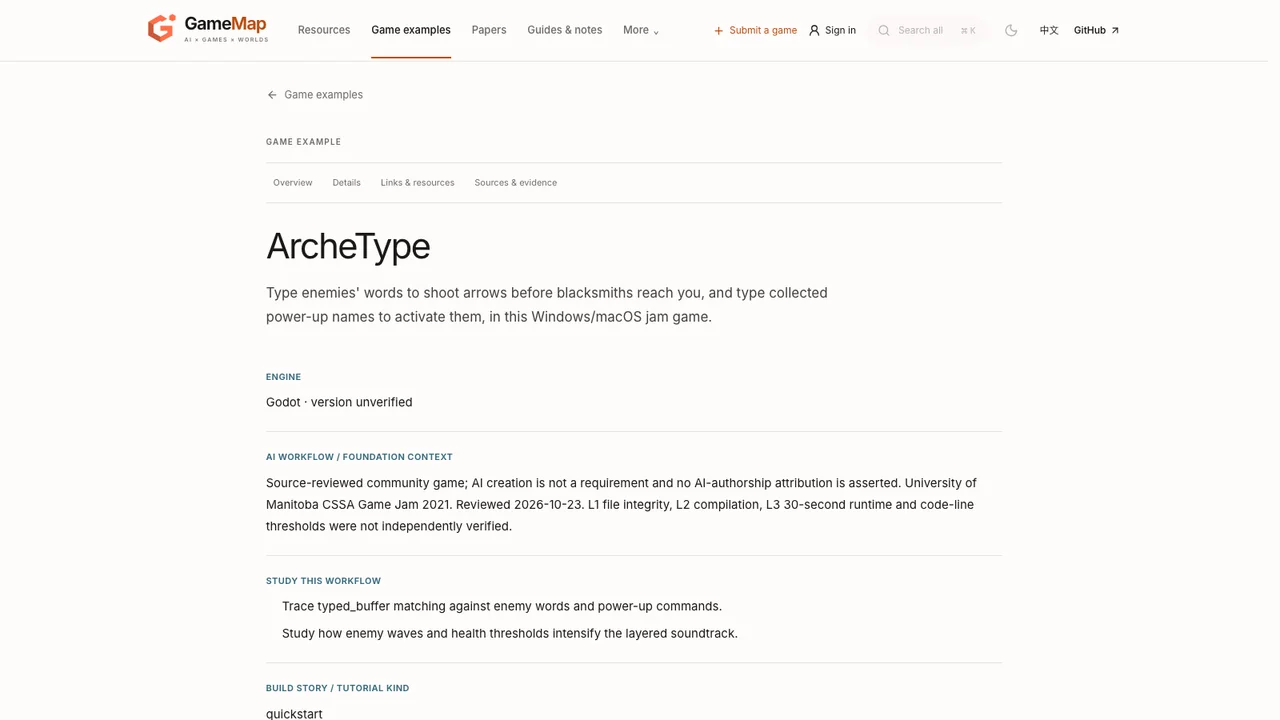 GameMap
AI × GAMES × WORLDS
Resources
Game examples
Papers
Guides & notes
More
Submit a game
Sign in
Search all
⌘ K
中文
GitHub
Game examples
GAME EXAMPLE
Overview
Details
Links & resources
Sources & evidence
ArcheType
Type enemies' words to shoot arrows before blacksmiths reach you, and type collected
power-up names to activate them, in this Windows/macOS jam game.
ENGINE
Godot · version unverified
AI WORKFLOW / FOUNDATION CONTEXT
Source-reviewed community game; AI creation is not a requirement and no AI-authorship attribution is asserted. University of
Manitoba CSSA Game Jam 2021. Reviewed 2026-10-23. L1 file integrity, L2 compilation, L3 30-second runtime and code-line
thresholds were not independently verified.
STUDY THIS WORKFLOW
Trace typed_buffer matching against enemy words and power-up commands.
Study how enemy waves and health thresholds intensify the layered soundtrack.
BUILD STORY / TUTORIAL KIND
quickstart